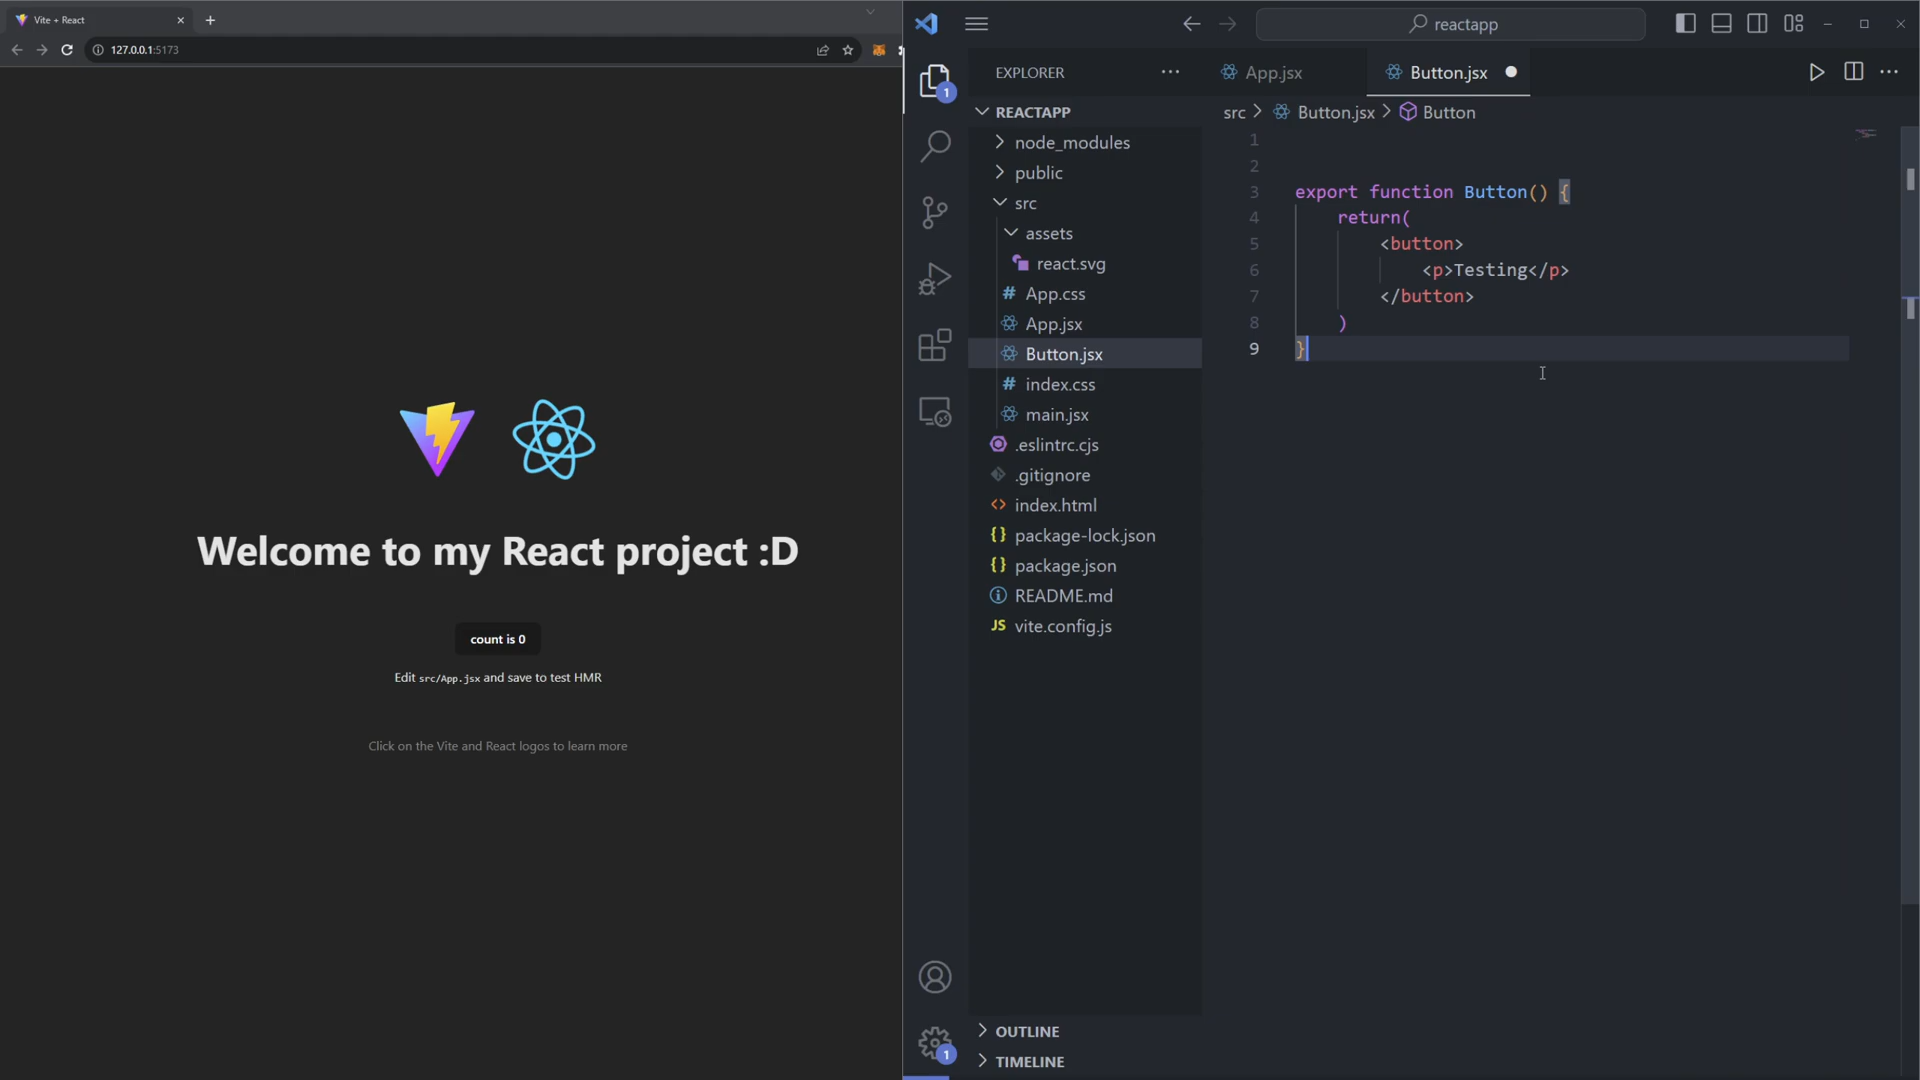 Vite + React
127.0.0.1:5173
Welcome to my React project :D
count is 0
Edit src/App.jsx and save to test HMR
Click on the Vite and React logos to learn more
reactapp
1
EXPLORER
REACTAPP
node_modules
public
src
assets
react.svg
App.css
App.jsx
Button.jsx
index.css
main.jsx
.eslintrc.cjs
.gitignore
index.html
package-lock.json
package.json
README.md
JS vite.config.js
OUTLINE
TIMELINE
1
App.jsx Button.jsx
src > Button.jsx > Button
1
2
3 export function Button() {
4 return(
5 <button>
6 <p>Testing</p>
7 </button>
8 )
9 }